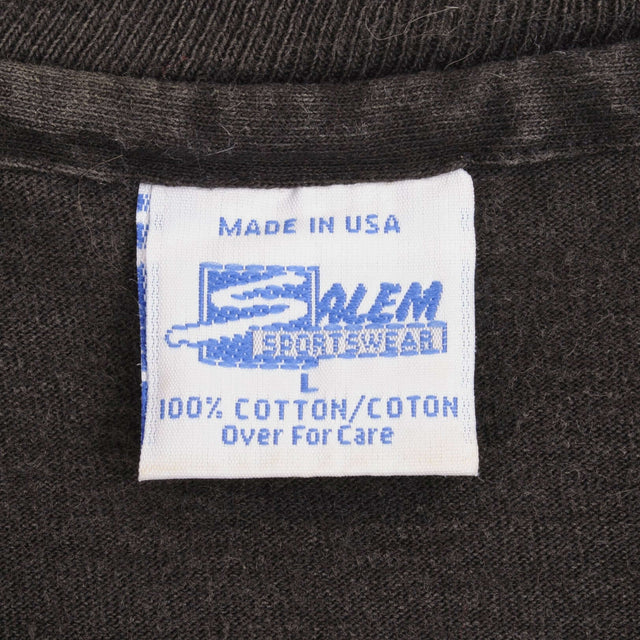 MADE IN USA
SALEM
SPORTSWEAR
L
100% COTTON/COTON
Over For Care